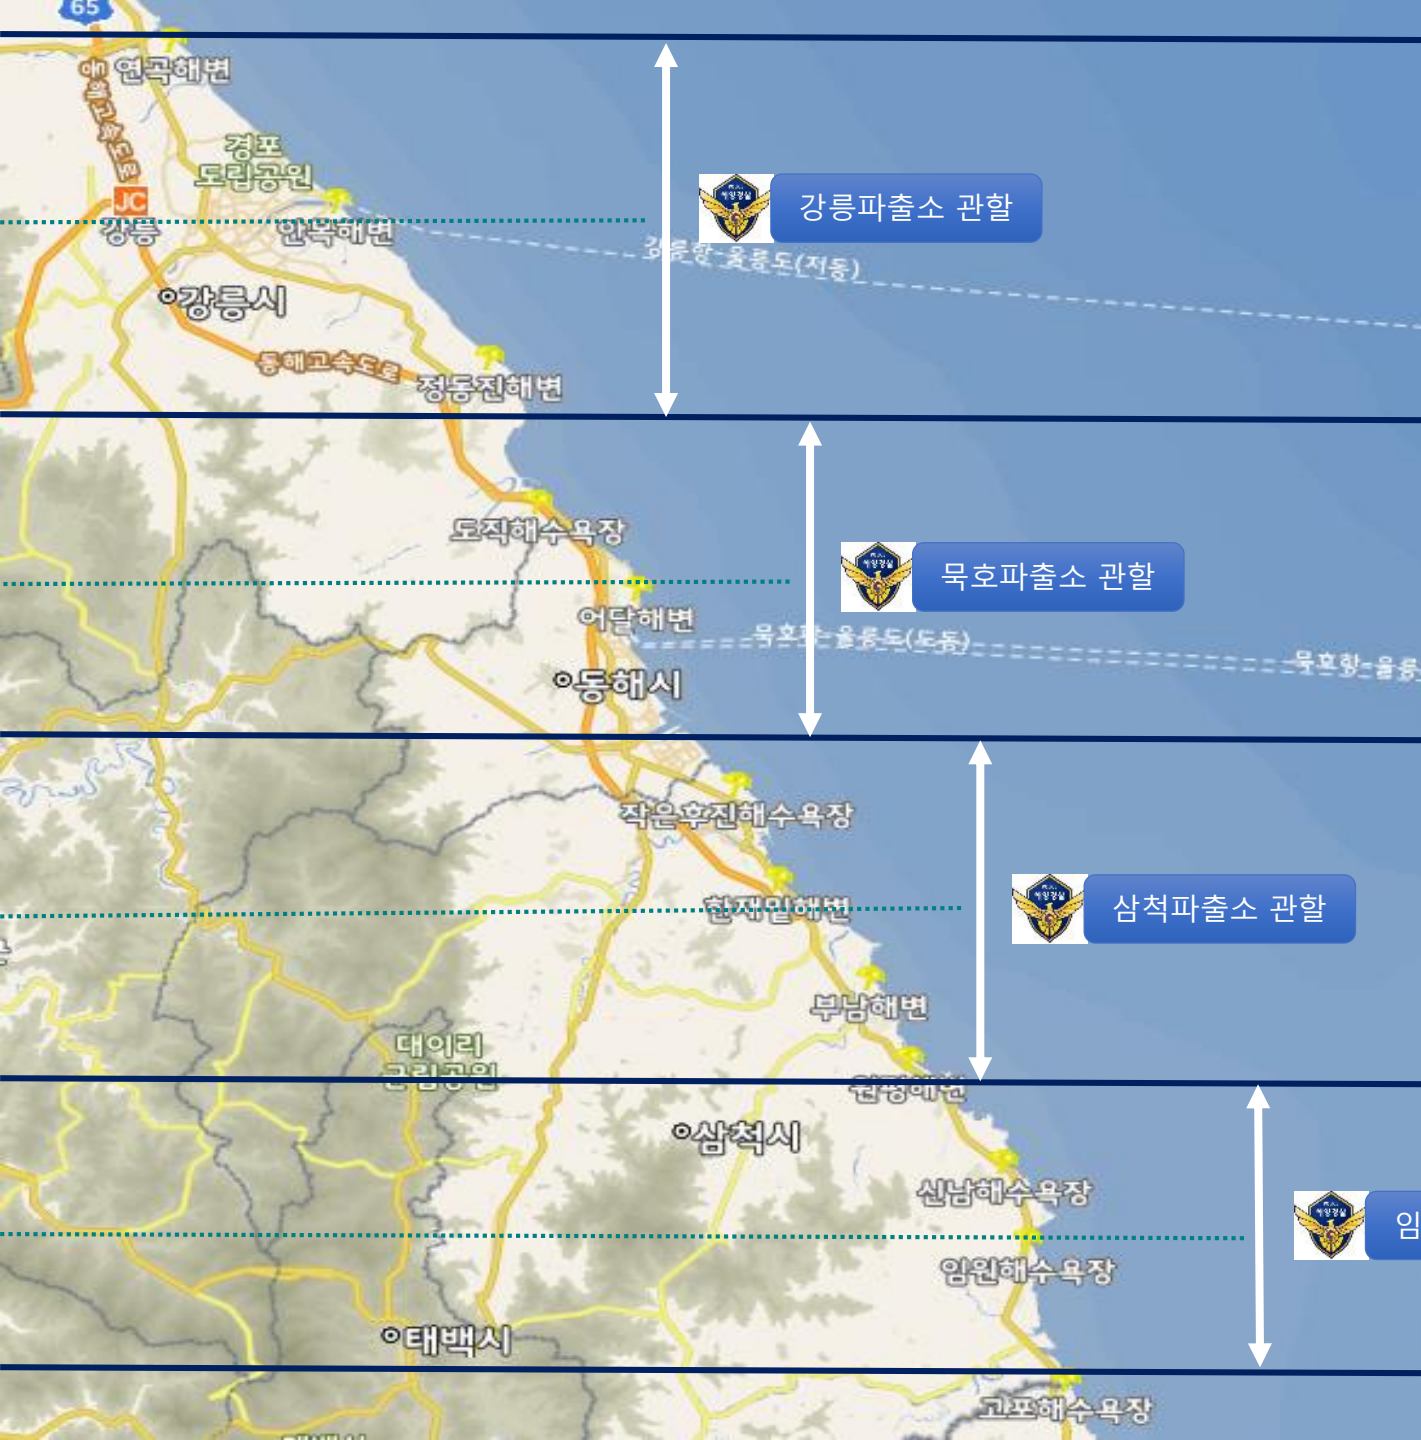 65
연곡해변
동해고속도로
경포
도립공원
JC
강릉
안목해변
강릉파출소 관할
강릉항-울릉도(저동)
강릉시
동해고속도로
정동진해변
도직해수욕장
묵호파출소 관할
어달해변
묵호항-울릉도(도동)
묵호항-울릉
동해시
작은후진해수욕장
한재밑해변
삼척파출소 관할
부남해변
대이리
군립공원
원평해변
삼척시
신남해수욕장
임
임원해수욕장
태백시
고포해수욕장